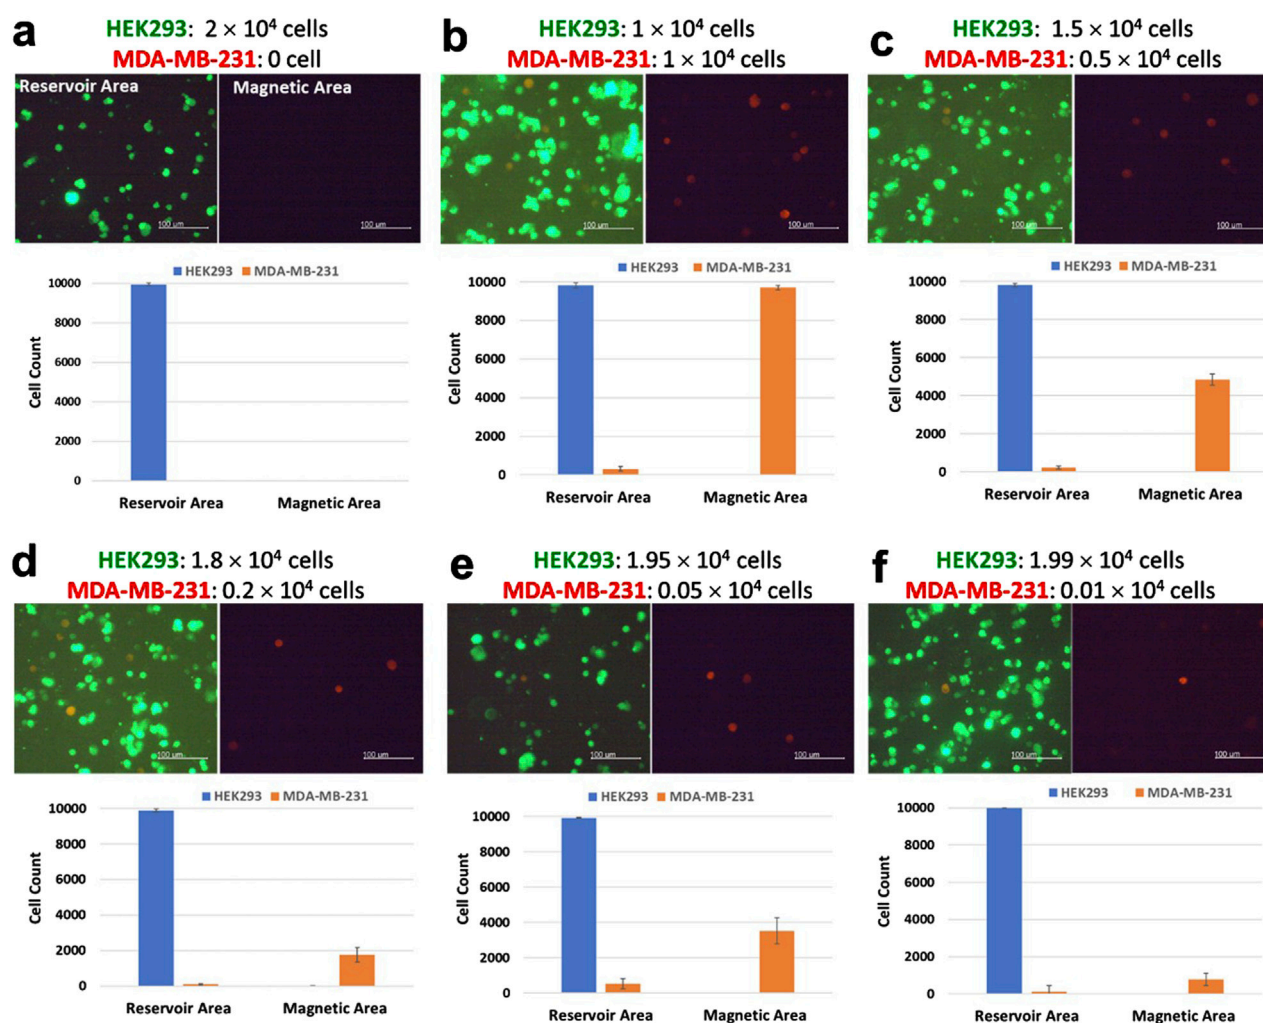 a
HEK293: 2 × 10⁴ cells
MDA-MB-231: 0 cell
Reservoir Area
Magnetic Area
100 μm
100 μm
HEK293 MDA-MB-231
Cell Count
10000
8000
6000
4000
2000
0
Reservoir Area Magnetic Area
b
HEK293: 1 × 10⁴ cells
MDA-MB-231: 1 × 10⁴ cells
100 μm
100 μm
HEK293 MDA-MB-231
Cell Count
10000
8000
6000
4000
2000
0
Reservoir Area Magnetic Area
c
HEK293: 1.5 × 10⁴ cells
MDA-MB-231: 0.5 × 10⁴ cells
100 μm
100 μm
HEK293 MDA-MB-231
Cell Count
10000
8000
6000
4000
2000
0
Reservoir Area Magnetic Area
d
HEK293: 1.8 × 10⁴ cells
MDA-MB-231: 0.2 × 10⁴ cells
100 μm
100 μm
HEK293 MDA-MB-231
Cell Count
10000
8000
6000
4000
2000
0
Reservoir Area Magnetic Area
e
HEK293: 1.95 × 10⁴ cells
MDA-MB-231: 0.05 × 10⁴ cells
100 μm
100 μm
HEK293 MDA-MB-231
Cell Count
10000
8000
6000
4000
2000
0
Reservoir Area Magnetic Area
f
HEK293: 1.99 × 10⁴ cells
MDA-MB-231: 0.01 × 10⁴ cells
100 μm
100 μm
HEK293 MDA-MB-231
Cell Count
10000
8000
6000
4000
2000
0
Reservoir Area Magnetic Area